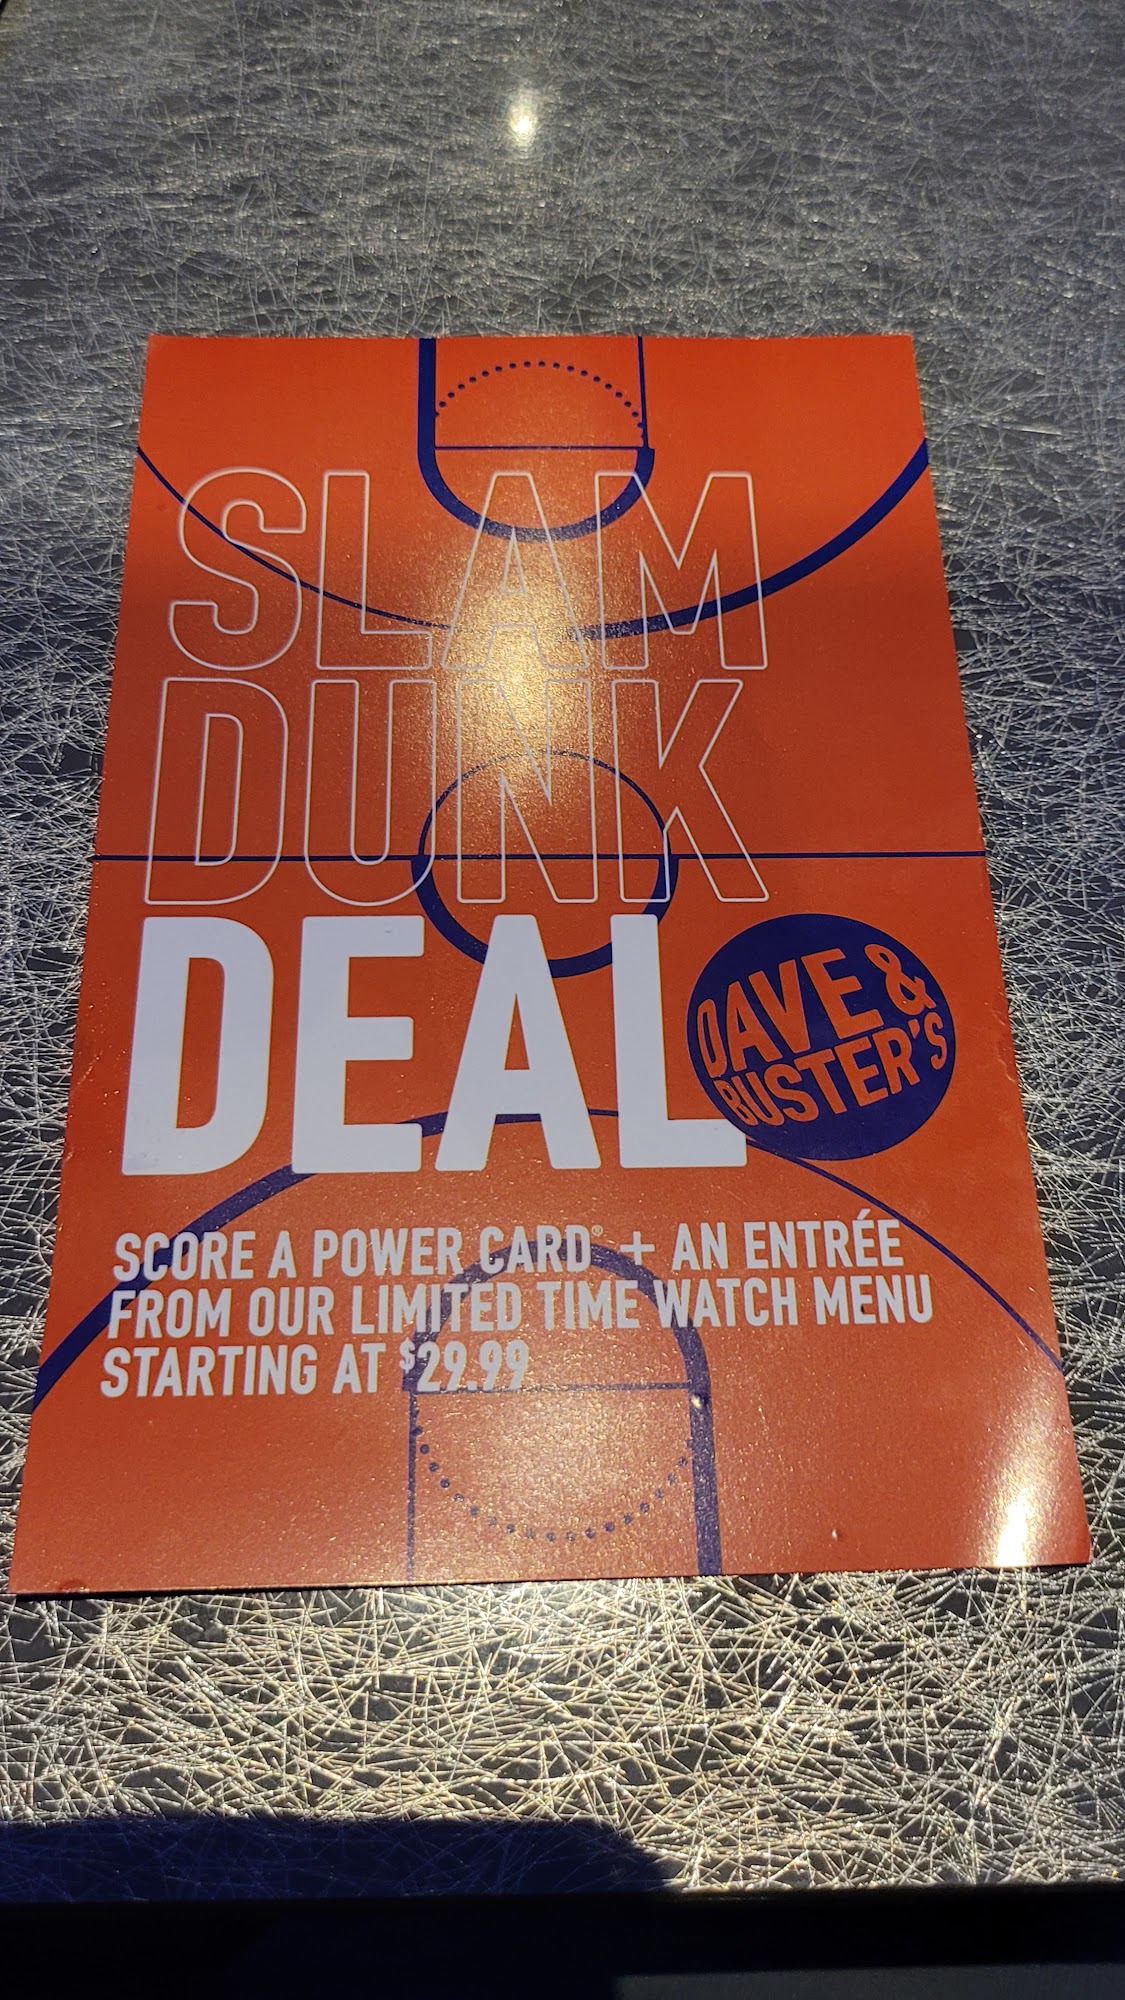 SLAM
DUNK
DEAL
DAVE &
BUSTER'S
SCORE A POWER CARD® + AN ENTRÉE
FROM OUR LIMITED TIME WATCH MENU
STARTING AT $29.99